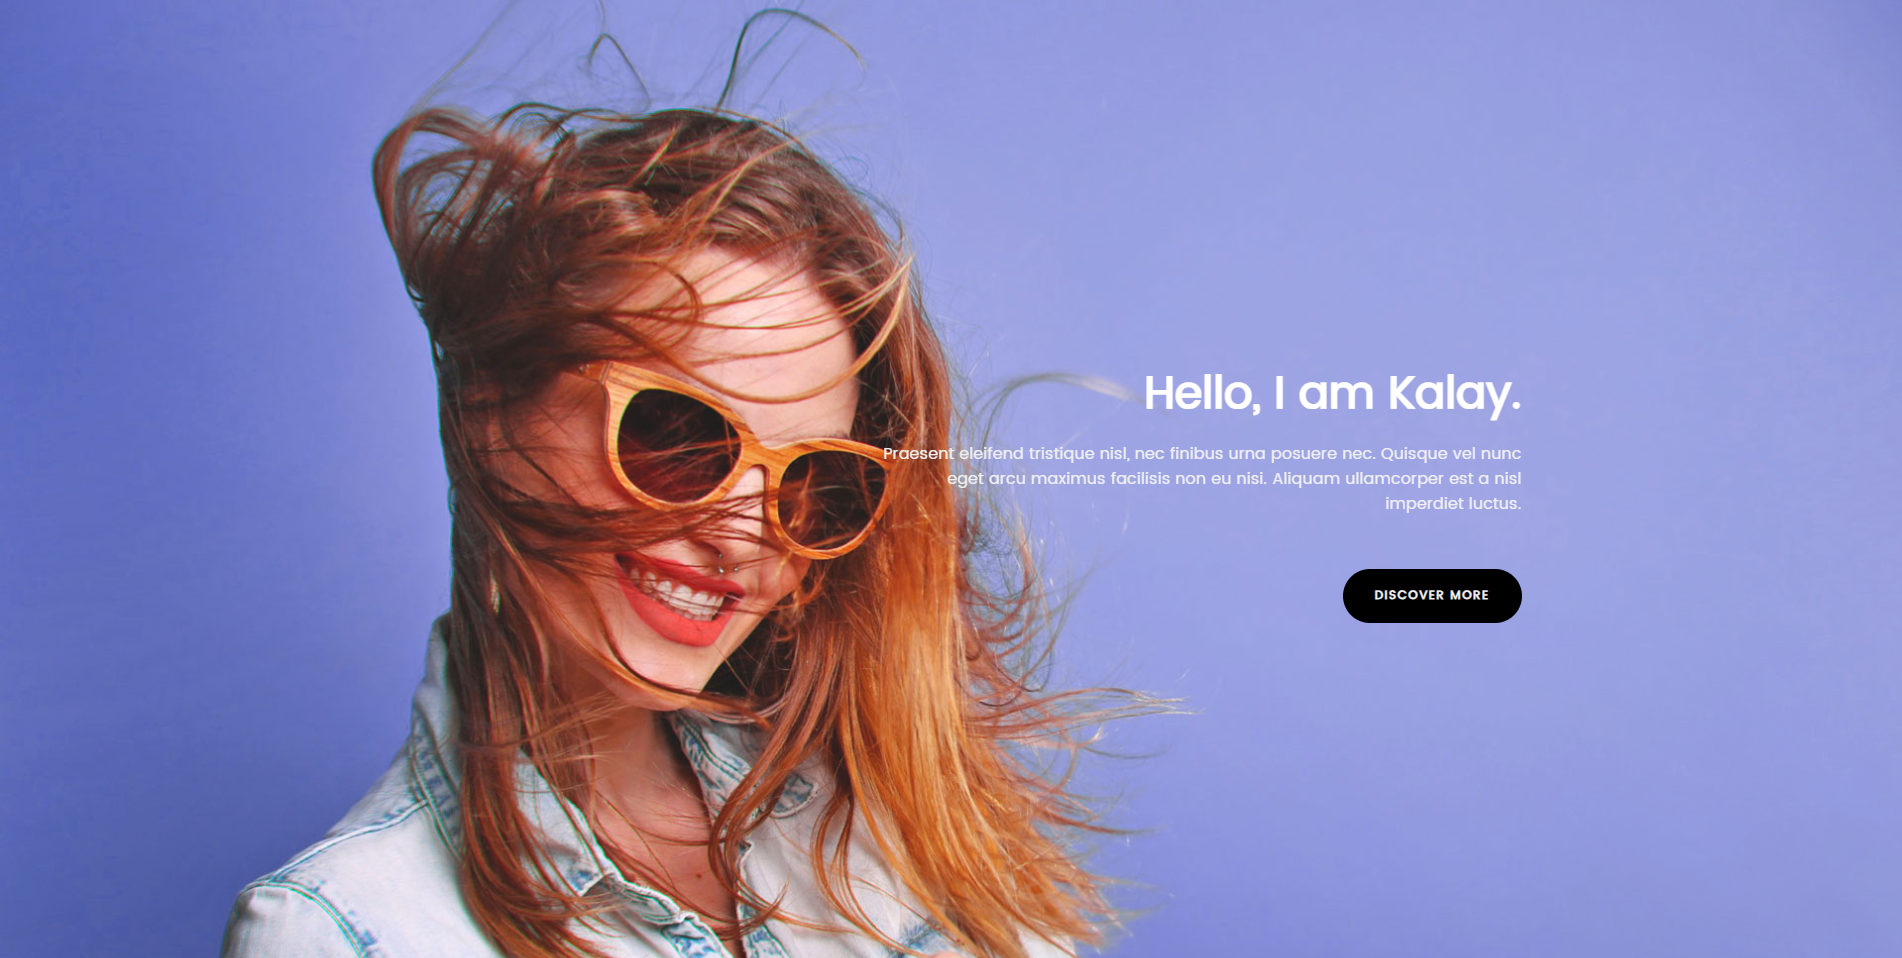 Hello, I am Kalay.
Praesent eleifend tristique nisl, nec finibus urna posuere nec. Quisque vel nunc
eget arcu maximus facilisis non eu nisi. Aliquam ullamcorper est a nisl
imperdiet luctus.
DISCOVER MORE